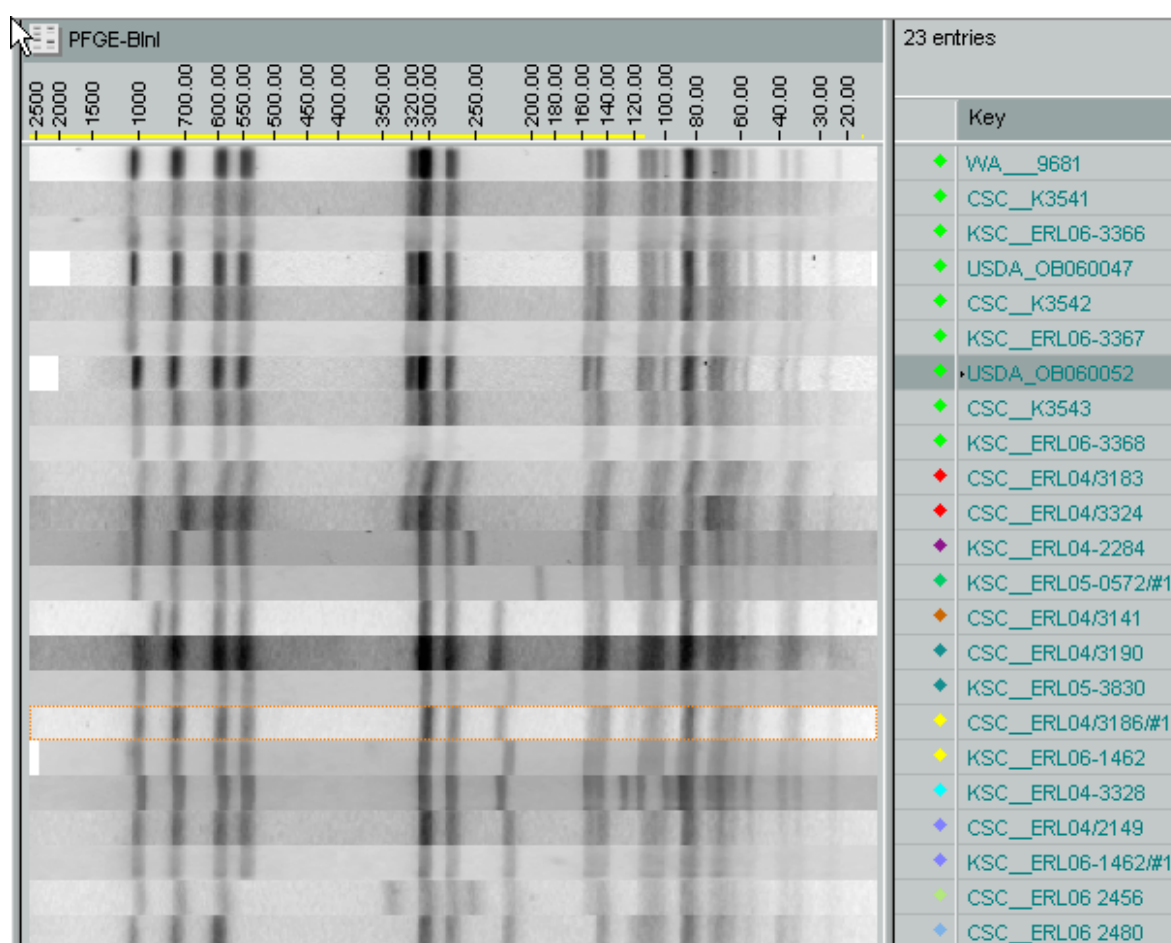 PFGE-BlnI
23 entries
2500 2000 1500 1000 700.00 600.00 550.00 500.00 450.00 400.00 350.00 320.00 300.00 250.00 200.00 180.00 160.00 140.00 120.00 100.00 80.00 60.00 40.00 30.00 20.00
Key
WA___9681
CSC__K3541
KSC__ERL06-3366
USDA_OB060047
CSC__K3542
KSC__ERL06-3367
USDA_OB060052
CSC__K3543
KSC__ERL06-3368
CSC__ERL04/3183
CSC__ERL04/3324
KSC__ERL04-2284
KSC__ERL05-0572/#1
CSC__ERL04/3141
CSC__ERL04/3190
KSC__ERL05-3830
CSC__ERL04/3186/#1
KSC__ERL06-1462
KSC__ERL04-3328
CSC__ERL04/2149
KSC__ERL06-1462/#1
CSC__ERL06 2456
CSC__ERL06 2480